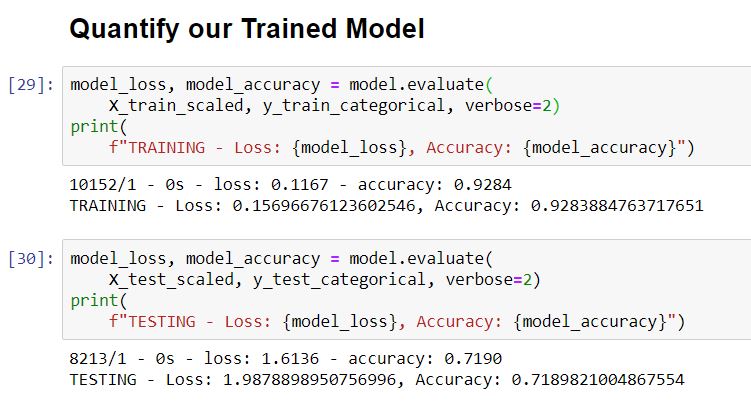 Quantify our Trained Model
[29]: model_loss, model_accuracy = model.evaluate(
X_train_scaled, y_train_categorical, verbose=2)
print(
f"TRAINING - Loss: {model_loss}, Accuracy: {model_accuracy}")
10152/1 - 0s - loss: 0.1167 - accuracy: 0.9284
TRAINING - Loss: 0.15696676123602546, Accuracy: 0.9283884763717651
[30]: model_loss, model_accuracy = model.evaluate(
X_test_scaled, y_test_categorical, verbose=2)
print(
f"TESTING - Loss: {model_loss}, Accuracy: {model_accuracy}")
8213/1 - 0s - loss: 1.6136 - accuracy: 0.7190
TESTING - Loss: 1.9878898950756996, Accuracy: 0.7189821004867554